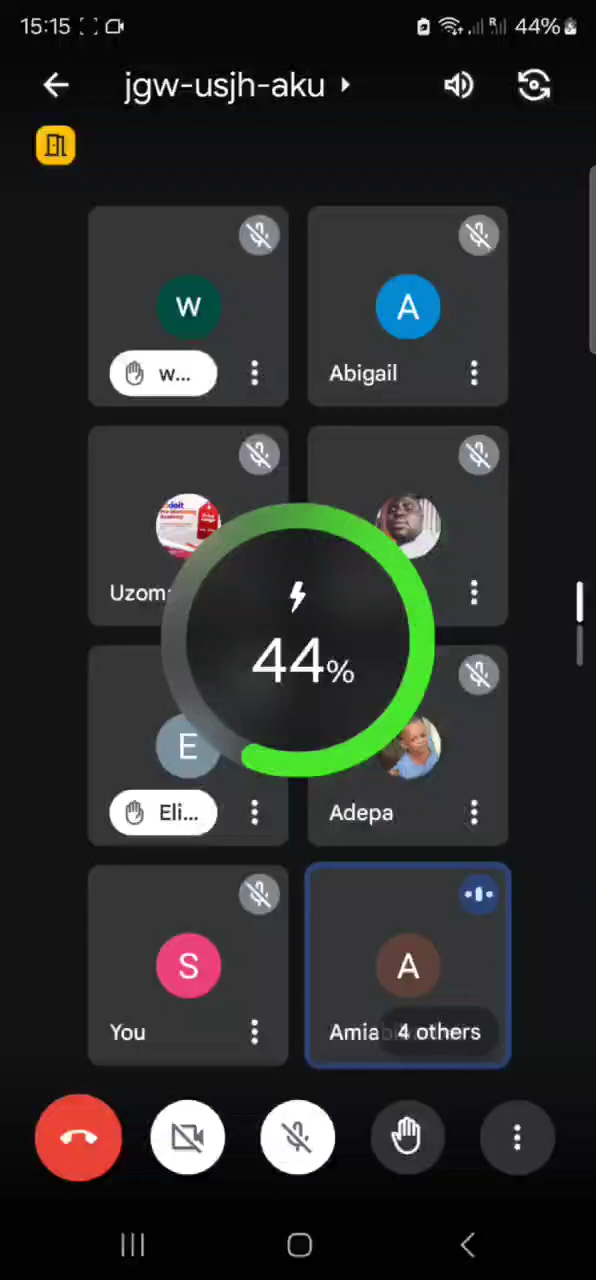 15:15
44%
jgw-usjh-aku
W
w...
A
Abigail
Uzom
44%
E
Eli...
Adepa
S
You
A
Amia
4 others